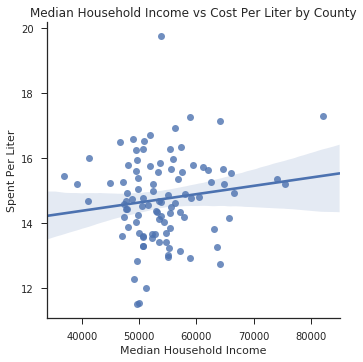 Median Household Income vs Cost Per Liter by County
20
18
16
14
12
Spent Per Liter
40000 50000 60000 70000 80000
Median Household Income